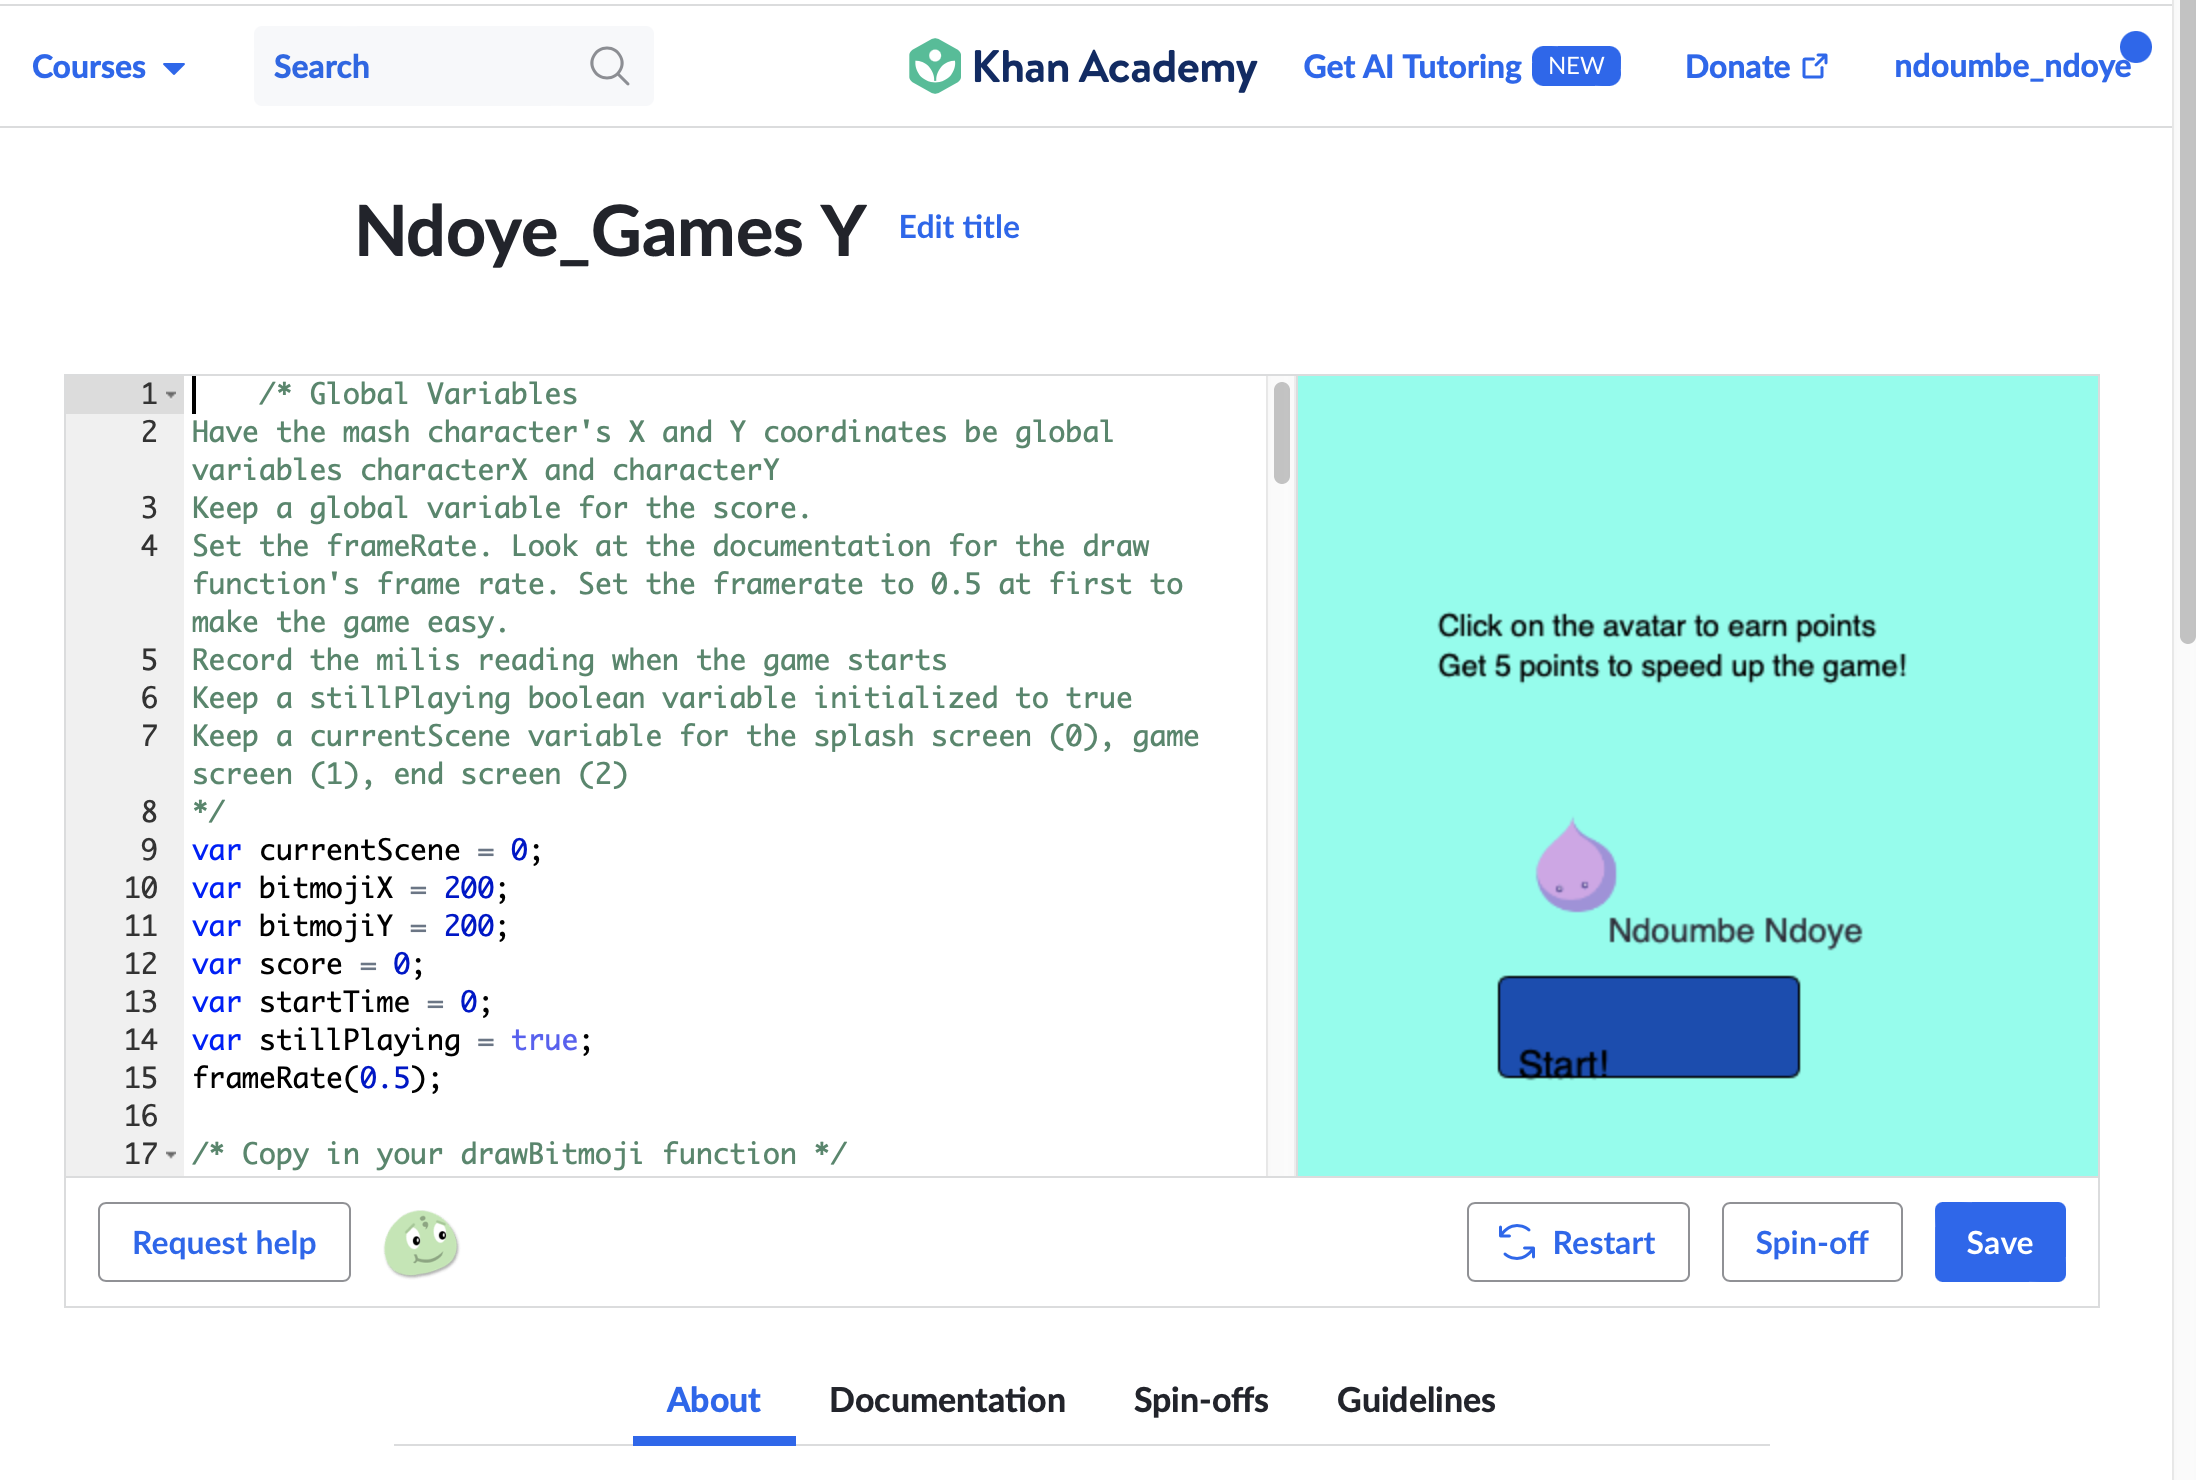 Courses
Search
Khan Academy
Get AI Tutoring NEW
Donate
ndoumbe_ndoye
Ndoye_Games Y
Edit title
1 /* Global Variables
2 Have the mash character's X and Y coordinates be global
variables characterX and characterY
3 Keep a global variable for the score.
4 Set the frameRate. Look at the documentation for the draw
function's frame rate. Set the framerate to 0.5 at first to
make the game easy.
5 Record the milis reading when the game starts
6 Keep a stillPlaying boolean variable initialized to true
7 Keep a currentScene variable for the splash screen (0), game
screen (1), end screen (2)
8 */
9 var currentScene = 0;
10 var bitmojiX = 200;
11 var bitmojiY = 200;
12 var score = 0;
13 var startTime = 0;
14 var stillPlaying = true;
15 frameRate(0.5);
16
17 /* Copy in your drawBitmoji function */
Click on the avatar to earn points
Get 5 points to speed up the game!
Ndoumbe Ndoye
Start!
Request help
Restart
Spin-off
Save
About
Documentation
Spin-offs
Guidelines